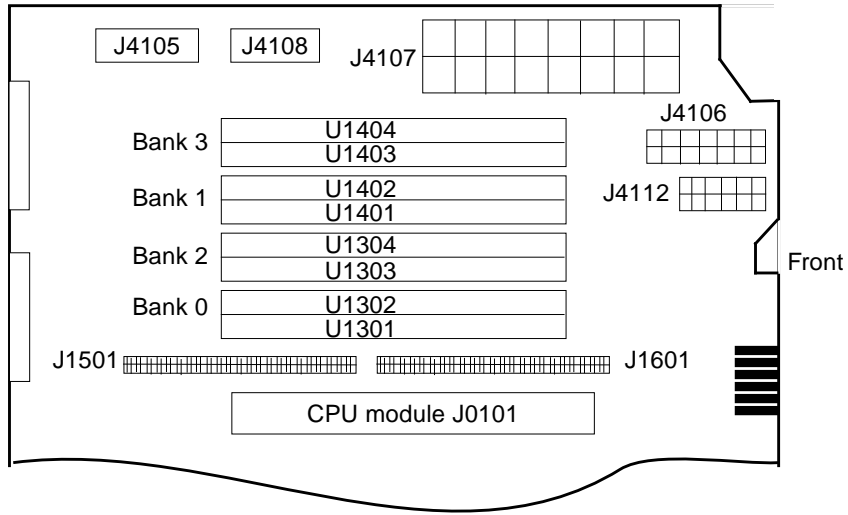 J4105
J4108
J4107
J4106
Bank 3
U1404
U1403
J4112
Bank 1
U1402
U1401
Bank 2
U1304
U1303
Front
Bank 0
U1302
U1301
J1501
J1601
CPU module J0101